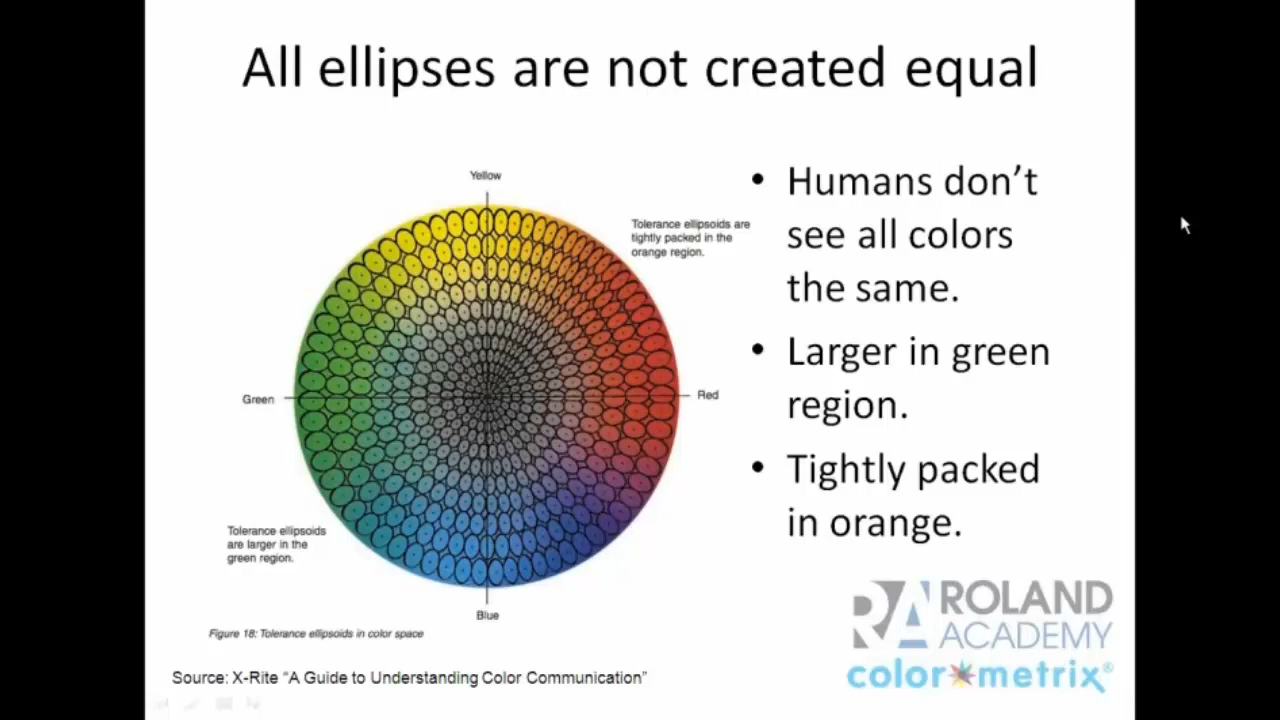 All ellipses are not created equal
Yellow
Tolerance ellipsoids are
tightly packed in the
orange region.
Green
Red
Tolerance ellipsoids
are larger in the
green region.
Blue
Figure 18: Tolerance ellipsoids in color space
Source: X-Rite “A Guide to Understanding Color Communication”
• Humans don’t
see all colors
the same.
• Larger in green
region.
• Tightly packed
in orange.
RA ROLAND
ACADEMY
color metrix®